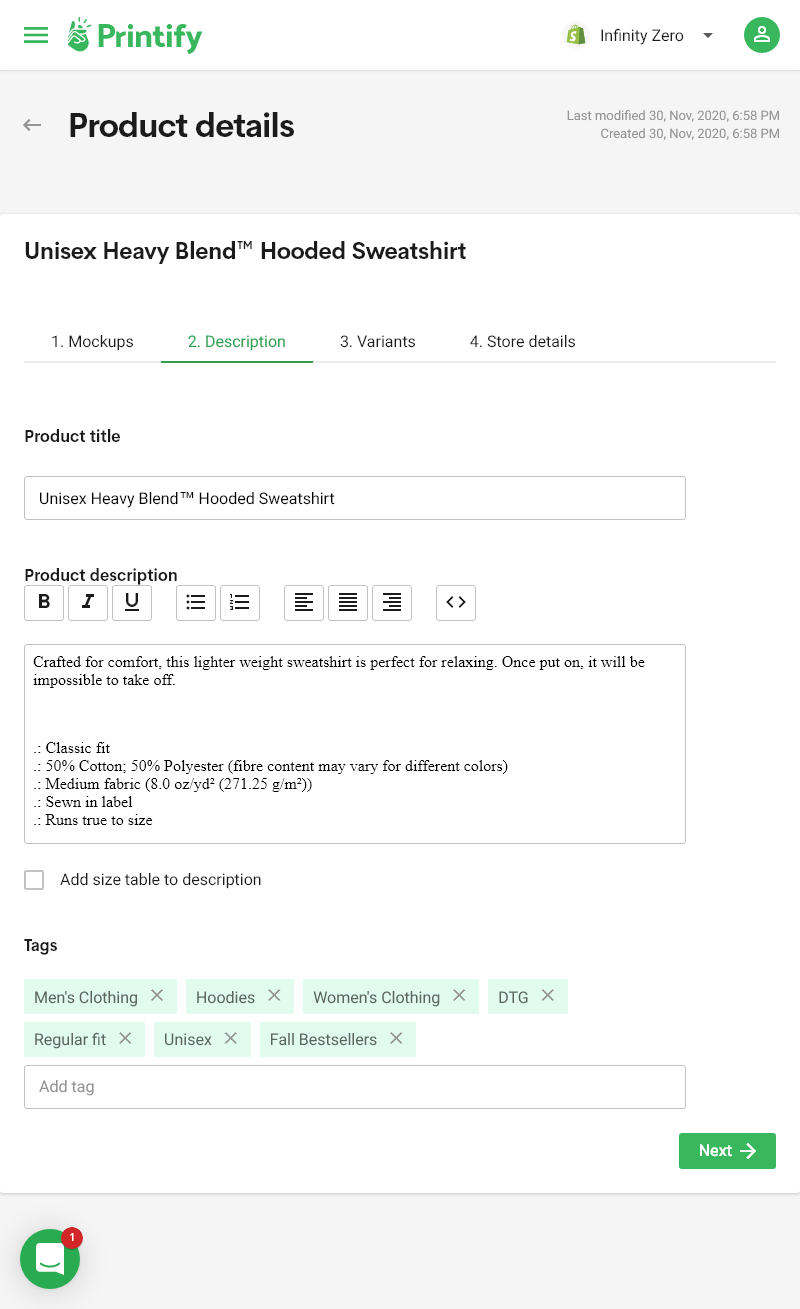 Printify
Infinity Zero
Product details
Last modified 30, Nov, 2020, 6:58 PM
Created 30, Nov, 2020, 6:58 PM
Unisex Heavy Blend™ Hooded Sweatshirt
1. Mockups 2. Description 3. Variants 4. Store details
Product title
Unisex Heavy Blend™ Hooded Sweatshirt
Product description
B I U
Crafted for comfort, this lighter weight sweatshirt is perfect for relaxing. Once put on, it will be
impossible to take off.
.: Classic fit
.: 50% Cotton; 50% Polyester (fibre content may vary for different colors)
.: Medium fabric (8.0 oz/yd² (271.25 g/m²))
.: Sewn in label
.: Runs true to size
Add size table to description
Tags
Men's Clothing Hoodies Women's Clothing DTG
Regular fit Unisex Fall Bestsellers
Add tag
Next
1